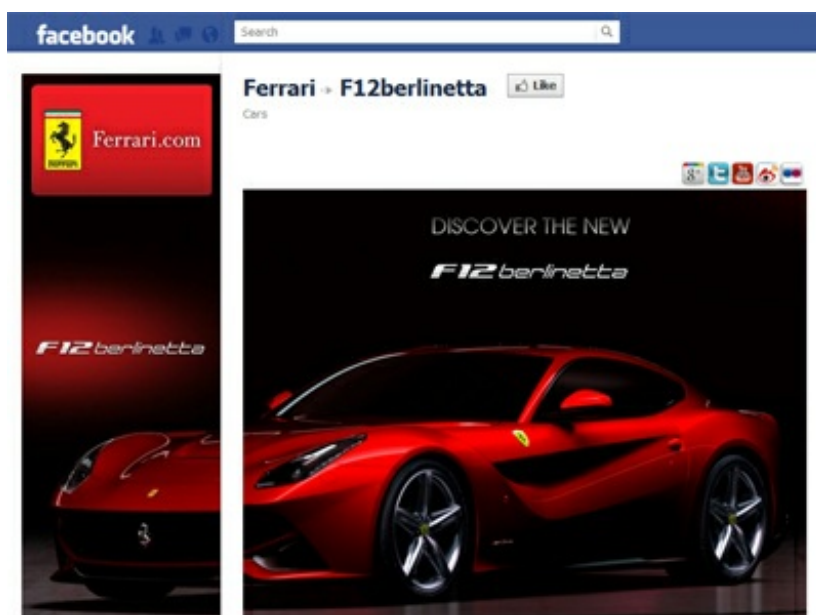 facebook
Search
Ferrari F12berlinetta
Like
Cars
Ferrari.com
DISCOVER THE NEW
F12berlinetta
F12berlinetta